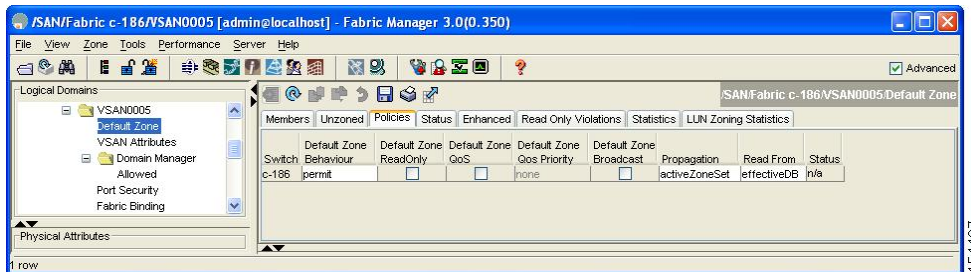 /SAN/Fabric c-186/VSAN0005 [admin@localhost] - Fabric Manager 3.0(0.350)
File View Zone Tools Performance Server Help
Advanced
Logical Domains
/SAN/Fabric c-186/VSAN0005/Default Zone
VSAN0005
Default Zone
VSAN Attributes
Domain Manager
Allowed
Port Security
Fabric Binding
Physical Attributes
Members Unzoned Policies Status Enhanced Read Only Violations Statistics LUN Zoning Statistics
Default Zone Default Zone Default Zone Default Zone Default Zone
Switch Behaviour ReadOnly QoS Qos Priority Broadcast Propagation Read From Status
c-186 permit none activeZoneSet effectiveDB n/a
1 row